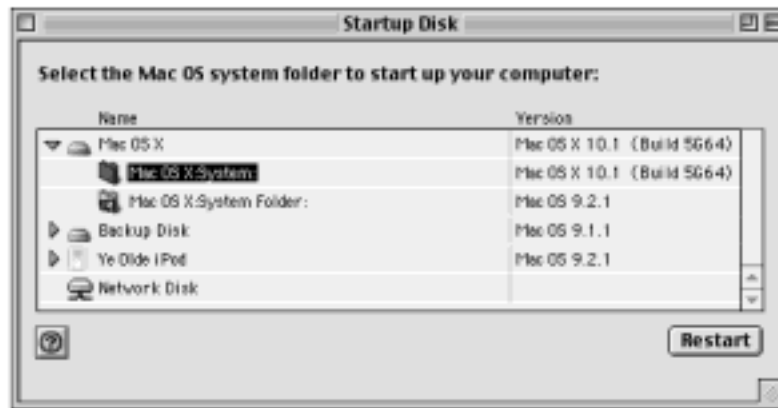 Startup Disk
Select the Mac OS system folder to start up your computer:
Name Version
Mac OS X Mac OS X 10.1 (Build 5G64)
Mac OS X:System: Mac OS X 10.1 (Build 5G64)
Mac OS X:System Folder: Mac OS 9.2.1
Backup Disk Mac OS 9.1.1
Ye Olde iPod Mac OS 9.2.1
Network Disk
?
Restart